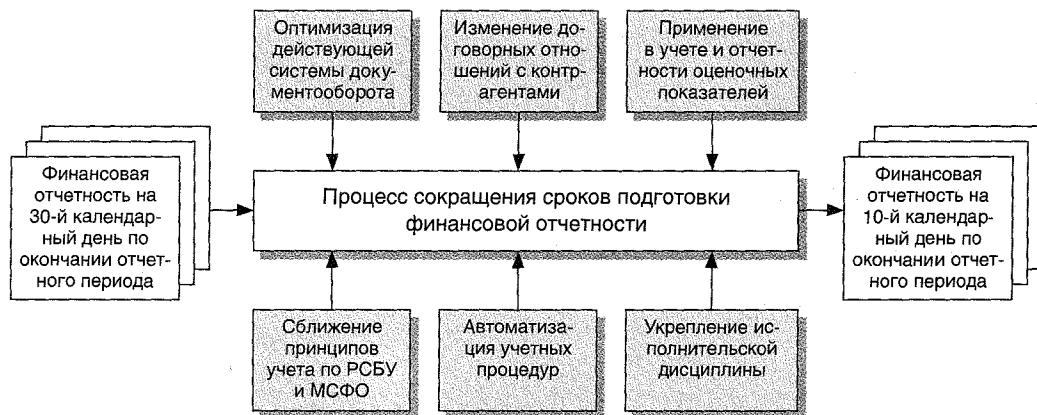 Оптимизация
действующей
системы доку-
ментооборота
Изменение до-
говорных отно-
шений с контр-
агентами
Применение
в учете и отчет-
ности оценочных
показателей
Финансовая
отчетность на
30-й календар-
ный день по
окончании отчет-
ного периода
Процесс сокращения сроков подготовки
финансовой отчетности
Финансовая
отчетность на
10-й календар-
ный день по
окончании отчет-
ного периода
Сближение
принципов
учета по РСБУ
и МСФО
Автоматиза-
ция учетных
процедур
Укрепление ис-
полнительской
дисциплины